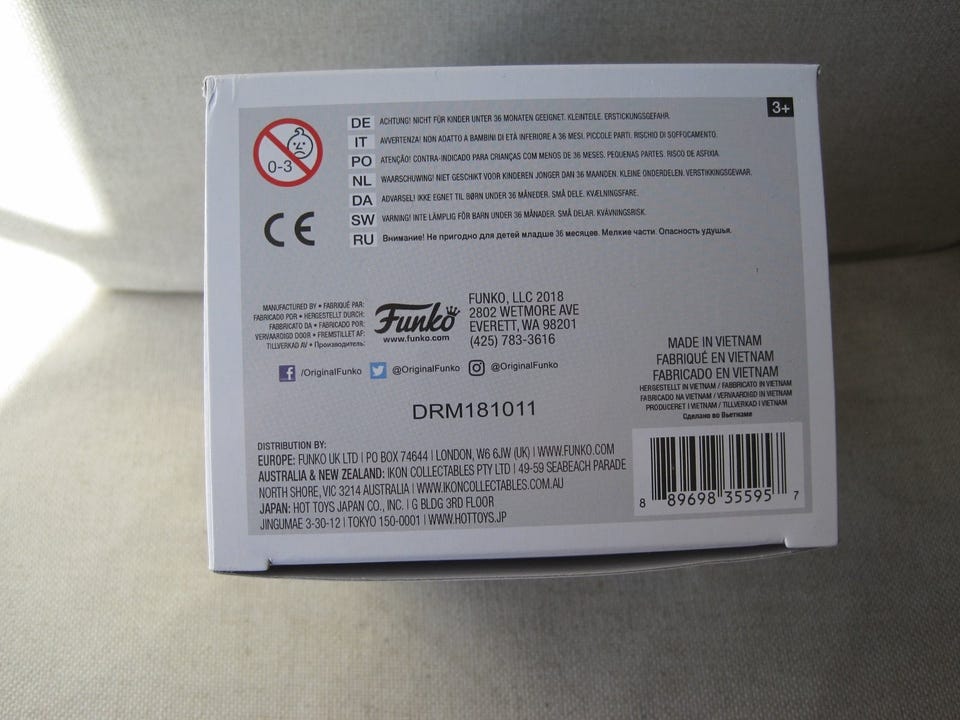 3+
0-3
DE ACHTUNG! NICHT FÜR KINDER UNTER 36 MONATEN GEEIGNET. KLEINTEILE. ERSTICKUNGSGEFAHR.
IT AVVERTENZA! NON ADATTO A BAMBINI DI ETÀ INFERIORE A 36 MESI. PICCOLE PARTI. RISCHIO DI SOFFOCAMENTO.
PO ATENÇÃO! CONTRA-INDICADO PARA CRIANÇAS COM MENOS DE 36 MESES. PEQUENAS PARTES. RISCO DE ASFIXIA.
NL WAARSCHUWING! NIET GESCHIKT VOOR KINDEREN JONGER DAN 36 MAANDEN. KLEINE ONDERDELEN. VERSTIKKINGSGEVAAR.
DA ADVARSEL! IKKE EGNET TIL BØRN UNDER 36 MÅNEDER. SMÅ DELE. KVÆLNINGSFARE.
SW VARNING! INTE LÄMPLIG FÖR BARN UNDER 36 MÅNADER. SMÅ DELAR. KVÄVNINGSRISK.
RU Внимание! Не пригодно для детей младше 36 месяцев. Мелкие части. Опасность удушья.
CE
MANUFACTURED BY • FABRIQUÉ PAR:
FABRICADO POR • HERGESTELLT DURCH:
FABBRICATO DA • FABRICADO POR:
VERVAARDIGD DOOR • FREMSTILLET AF:
TILLVERKAD AV • Производитель:
Funko
www.funko.com
FUNKO, LLC 2018
2802 WETMORE AVE
EVERETT, WA 98201
(425) 783-3616
/OriginalFunko @OriginalFunko @OriginalFunko
DRM181011
MADE IN VIETNAM
FABRIQUÉ EN VIETNAM
FABRICADO EN VIETNAM
HERGESTELLT IN VIETNAM / FABBRICATO IN VIETNAM
FABRICADO NA VIETNAM / VERVAARDIGD IN VIETNAM
PRODUCERET I VIETNAM / TILLVERKAD I VIETNAM
Сделано во Вьетнаме
DISTRIBUTION BY:
EUROPE: FUNKO UK LTD | PO BOX 74644 | LONDON, W6 6JW (UK) | WWW.FUNKO.COM
AUSTRALIA & NEW ZEALAND: IKON COLLECTABLES PTY LTD | 49-59 SEABEACH PARADE
NORTH SHORE, VIC 3214 AUSTRALIA | WWW.IKONCOLLECTABLES.COM.AU
JAPAN: HOT TOYS JAPAN CO., INC. | G BLDG 3RD FLOOR
JINGUMAE 3-30-12 | TOKYO 150-0001 | WWW.HOTTOYS.JP
8 89698 35595 7